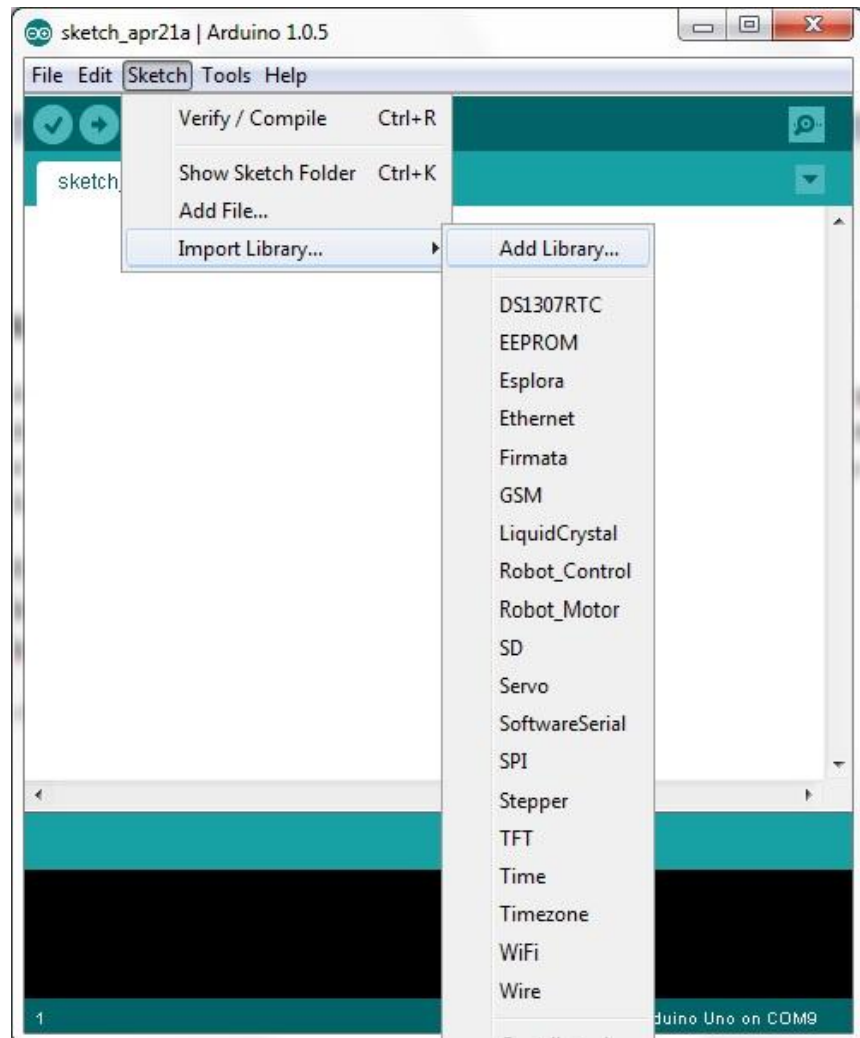 sketch_apr21a | Arduino 1.0.5
File Edit Sketch Tools Help
Verify / Compile Ctrl+R
sketch_
Show Sketch Folder Ctrl+K
Add File...
Import Library...
Add Library...
DS1307RTC
EEPROM
Esplora
Ethernet
Firmata
GSM
LiquidCrystal
Robot_Control
Robot_Motor
SD
Servo
SoftwareSerial
SPI
Stepper
TFT
Time
Timezone
WiFi
Wire
1 duino Uno on COM9